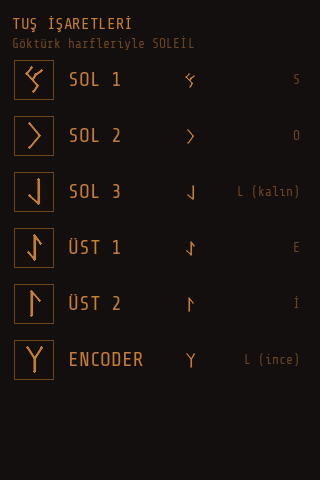 TUŞ İŞARETLERİ
Göktürk harfleriyle SOLEİL
SOL 1 S
SOL 2 O
SOL 3 L (kalın)
ÜST 1 E
ÜST 2 İ
ENCODER L (ince)